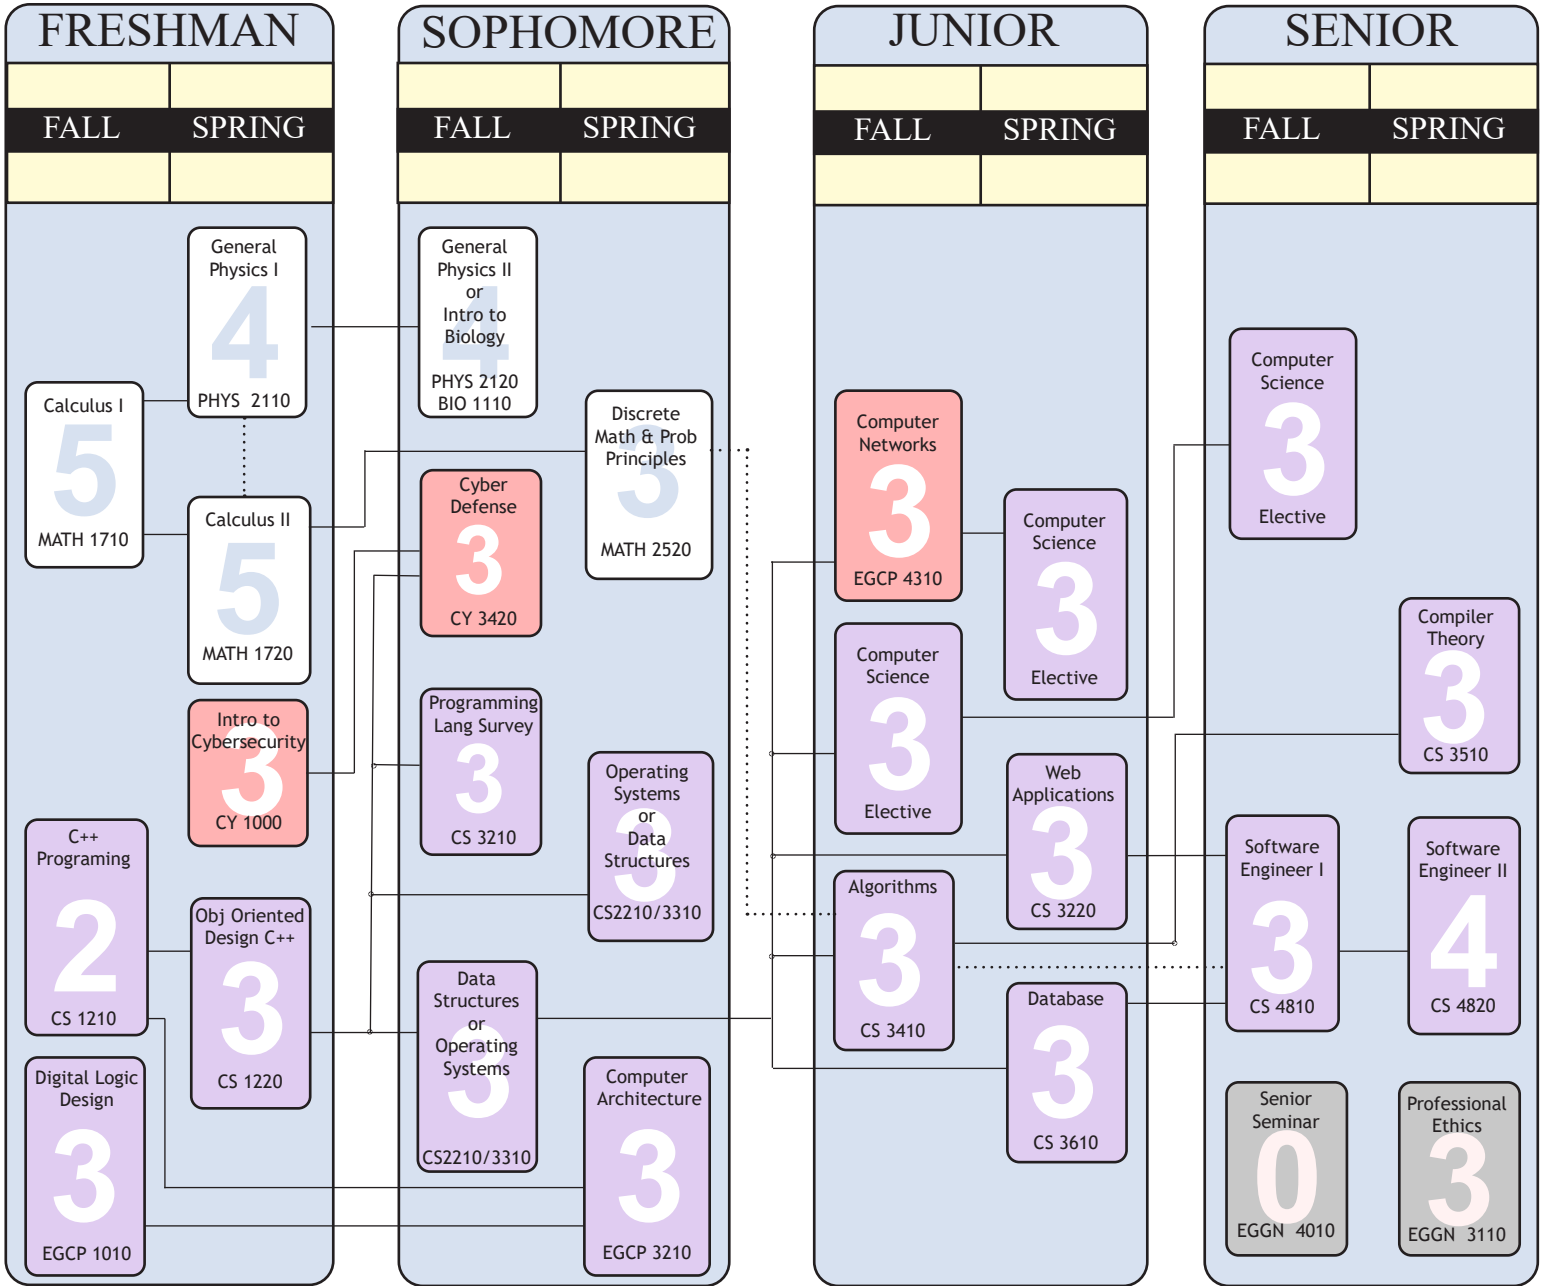 FRESHMAN
FALL SPRING
General
Physics I
4
PHYS 2110
Calculus I
5
MATH 1710
Calculus II
5
MATH 1720
Intro to
Cybersecurity
3
CY 1000
C++
Programing
2
CS 1210
Obj Oriented
Design C++
3
CS 1220
Digital Logic
Design
3
EGCP 1010
SOPHOMORE
FALL SPRING
General
Physics II
or
Intro to
Biology
4
PHYS 2120
BIO 1110
Discrete
Math & Prob
Principles
3
MATH 2520
Cyber
Defense
3
CY 3420
Programming
Lang Survey
3
CS 3210
Operating
Systems
or
Data
Structures
3
CS2210/3310
Data
Structures
or
Operating
Systems
3
CS2210/3310
Computer
Architecture
3
EGCP 3210
JUNIOR
FALL SPRING
Computer
Networks
3
EGCP 4310
Computer
Science
3
Elective
Computer
Science
3
Elective
Web
Applications
3
CS 3220
Algorithms
3
CS 3410
Database
3
CS 3610
SENIOR
FALL SPRING
Computer
Science
3
Elective
Compiler
Theory
3
CS 3510
Software
Engineer I
3
CS 4810
Software
Engineer II
4
CS 4820
Senior
Seminar
0
EGGN 4010
Professional
Ethics
3
EGGN 3110